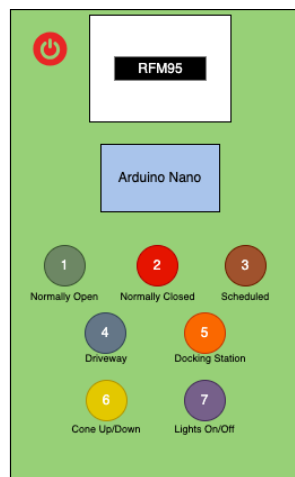 RFM95
Arduino Nano
1
2
3
Normally Open
Normally Closed
Scheduled
4
5
Driveway
Docking Station
6
7
Cone Up/Down
Lights On/Off